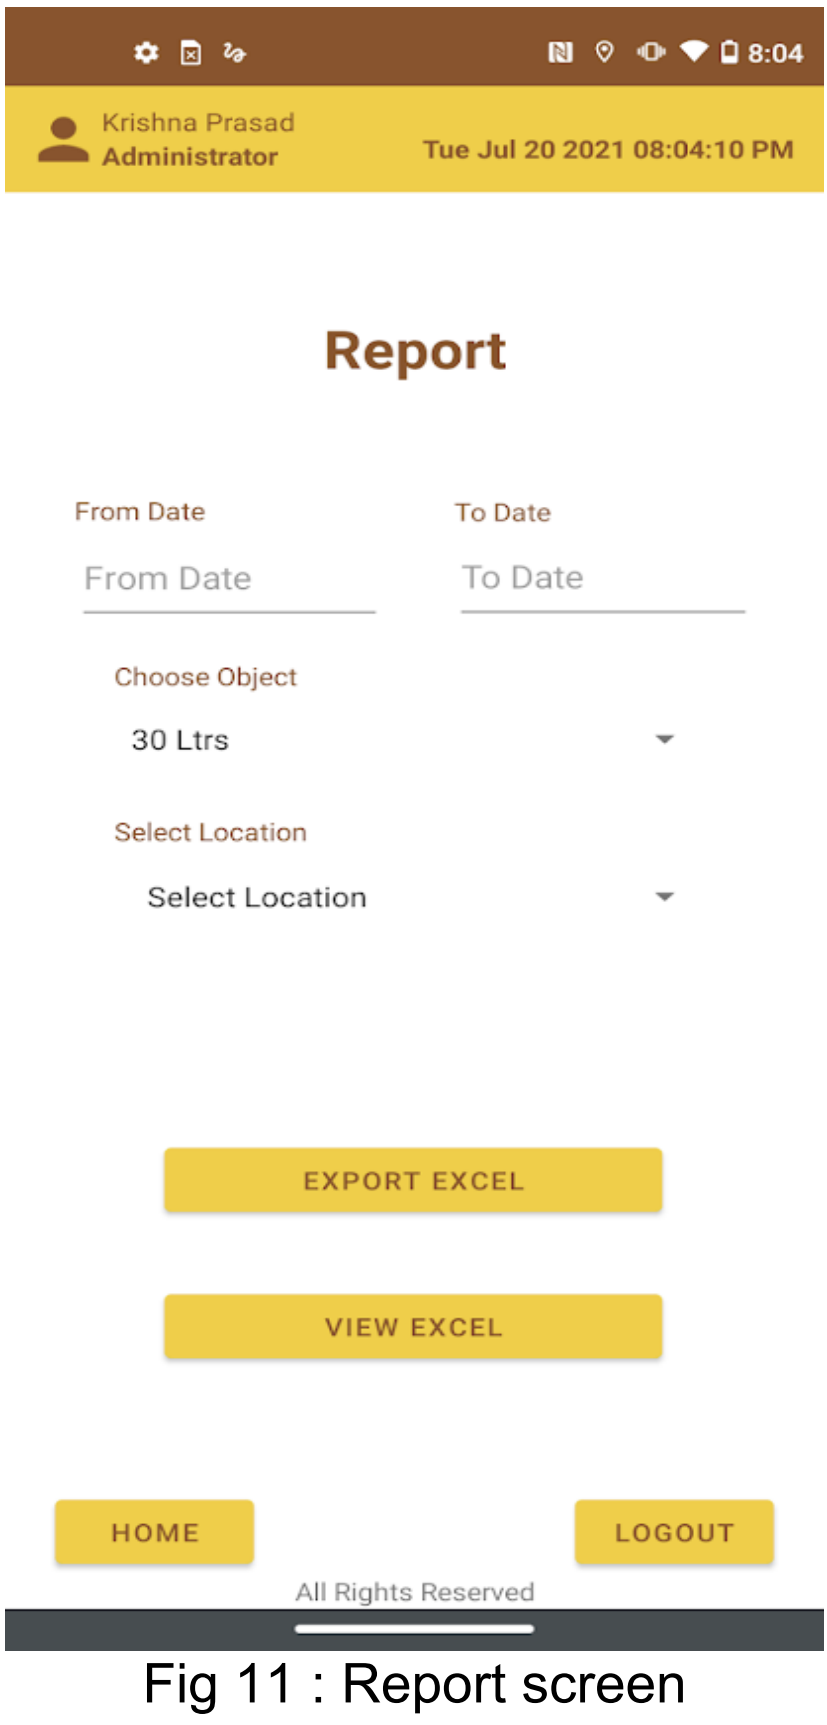 8:04
Krishna Prasad
Administrator
Tue Jul 20 2021 08:04:10 PM
Report
From Date
To Date
From Date
To Date
Choose Object
30 Ltrs
Select Location
Select Location
EXPORT EXCEL
VIEW EXCEL
HOME
LOGOUT
All Rights Reserved
Fig 11 : Report screen